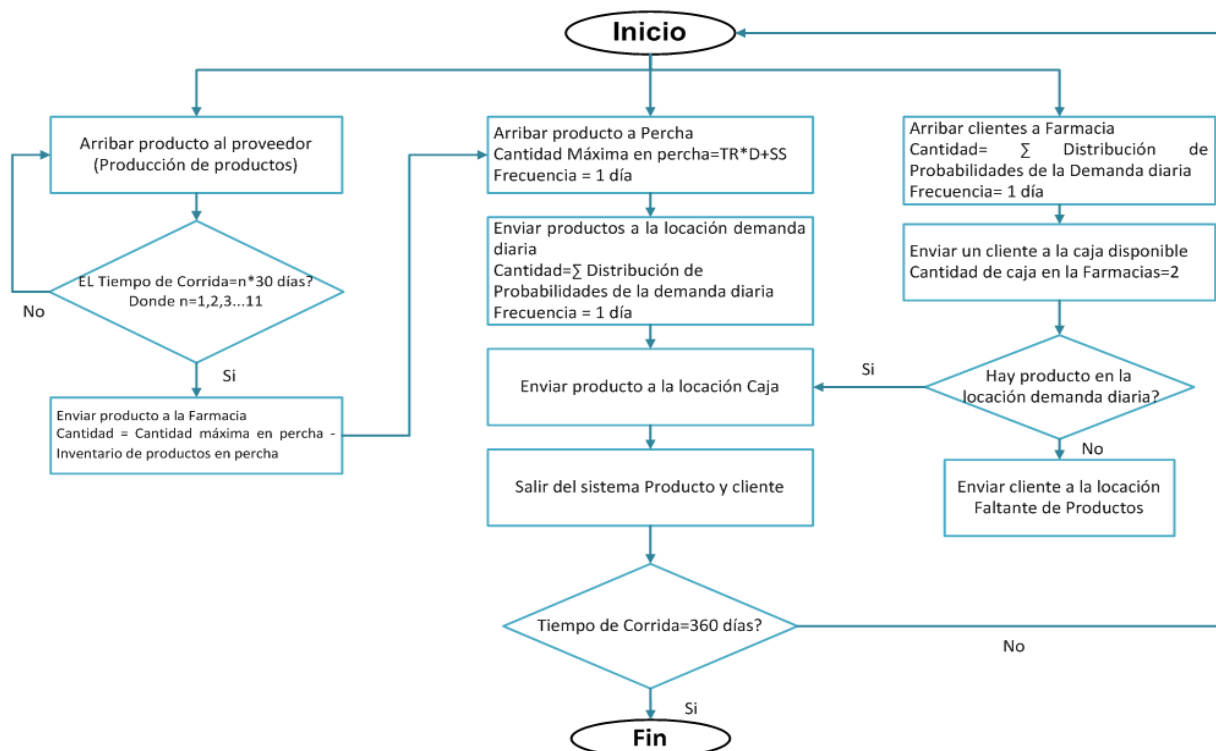 Inicio
Arribar producto al proveedor
(Producción de productos)
EL Tiempo de Corrida=n*30 días?
Donde n=1,2,3...11
No
Si
Enviar producto a la Farmacia
Cantidad = Cantidad máxima en percha -
Inventario de productos en percha
Arribar producto a Percha
Cantidad Máxima en percha=TR*D+SS
Frecuencia = 1 día
Enviar productos a la locación demanda
diaria
Cantidad=∑ Distribución de
Probabilidades de la demanda diaria
Frecuencia = 1 día
Enviar producto a la locación Caja
Salir del sistema Producto y cliente
Tiempo de Corrida=360 días?
No
Si
Fin
Arribar clientes a Farmacia
Cantidad= ∑ Distribución de
Probabilidades de la Demanda diaria
Frecuencia= 1 día
Enviar un cliente a la caja disponible
Cantidad de caja en la Farmacias=2
Hay producto en la
locación demanda diaria?
Si
No
Enviar cliente a la locación
Faltante de Productos